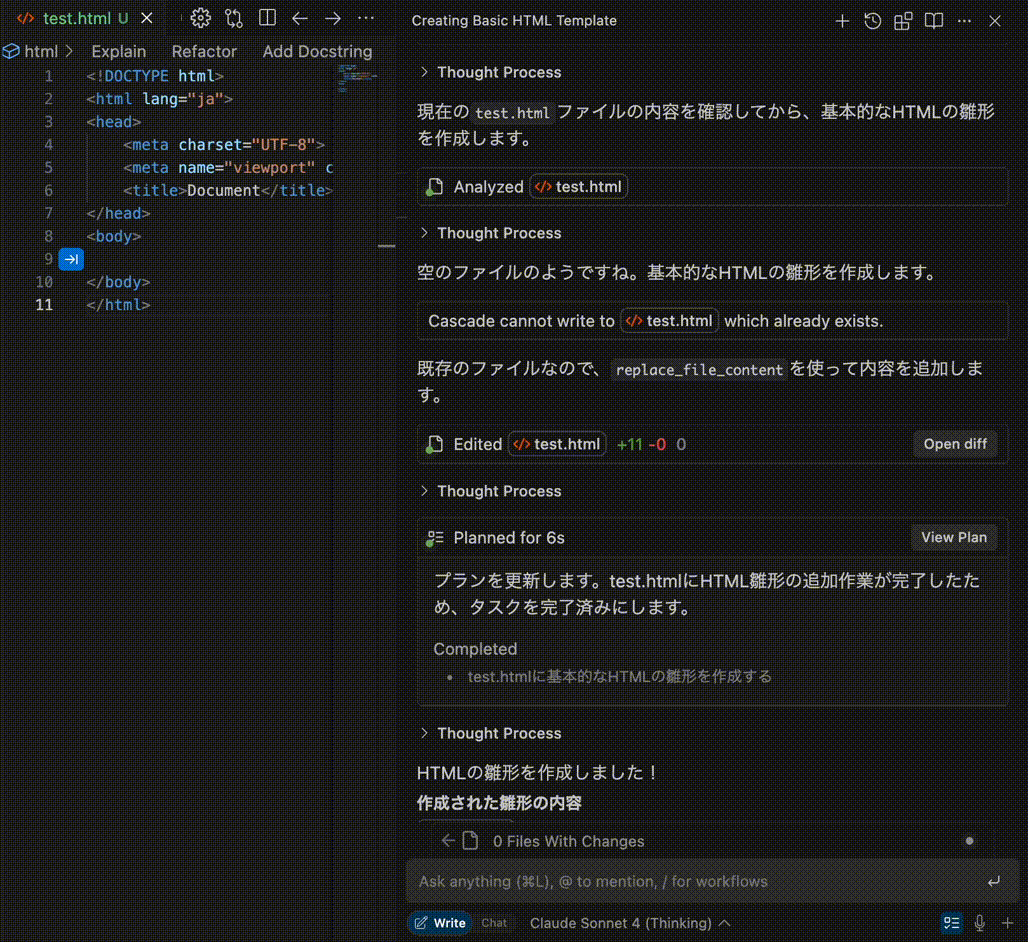 test.html U
html
Explain Refactor Add Docstring
1 <!DOCTYPE html>
2 <html lang="ja">
3 <head>
4 <meta charset="UTF-8">
5 <meta name="viewport" c
6 <title>Document</title>
7 </head>
8 <body>
9
10 </body>
11 </html>
Creating Basic HTML Template
Thought Process
現在の test.html ファイルの内容を確認してから、基本的なHTMLの雛形
を作成します。
Analyzed test.html
Thought Process
空のファイルのようですね。基本的なHTMLの雛形を作成します。
Cascade cannot write to test.html which already exists.
既存のファイルなので、 replace_file_content を使って内容を追加しま
す。
Edited test.html +11 -0 0 Open diff
Thought Process
Planned for 6s View Plan
プランを更新します。test.htmlにHTML雛形の追加作業が完了したた
め、タスクを完了済みにします。
Completed
• test.htmlに基本的なHTMLの雛形を作成する
Thought Process
HTMLの雛形を作成しました！
作成された雛形の内容
0 Files With Changes
Ask anything (⌘L), @ to mention, / for workflows
Write Chat Claude Sonnet 4 (Thinking)